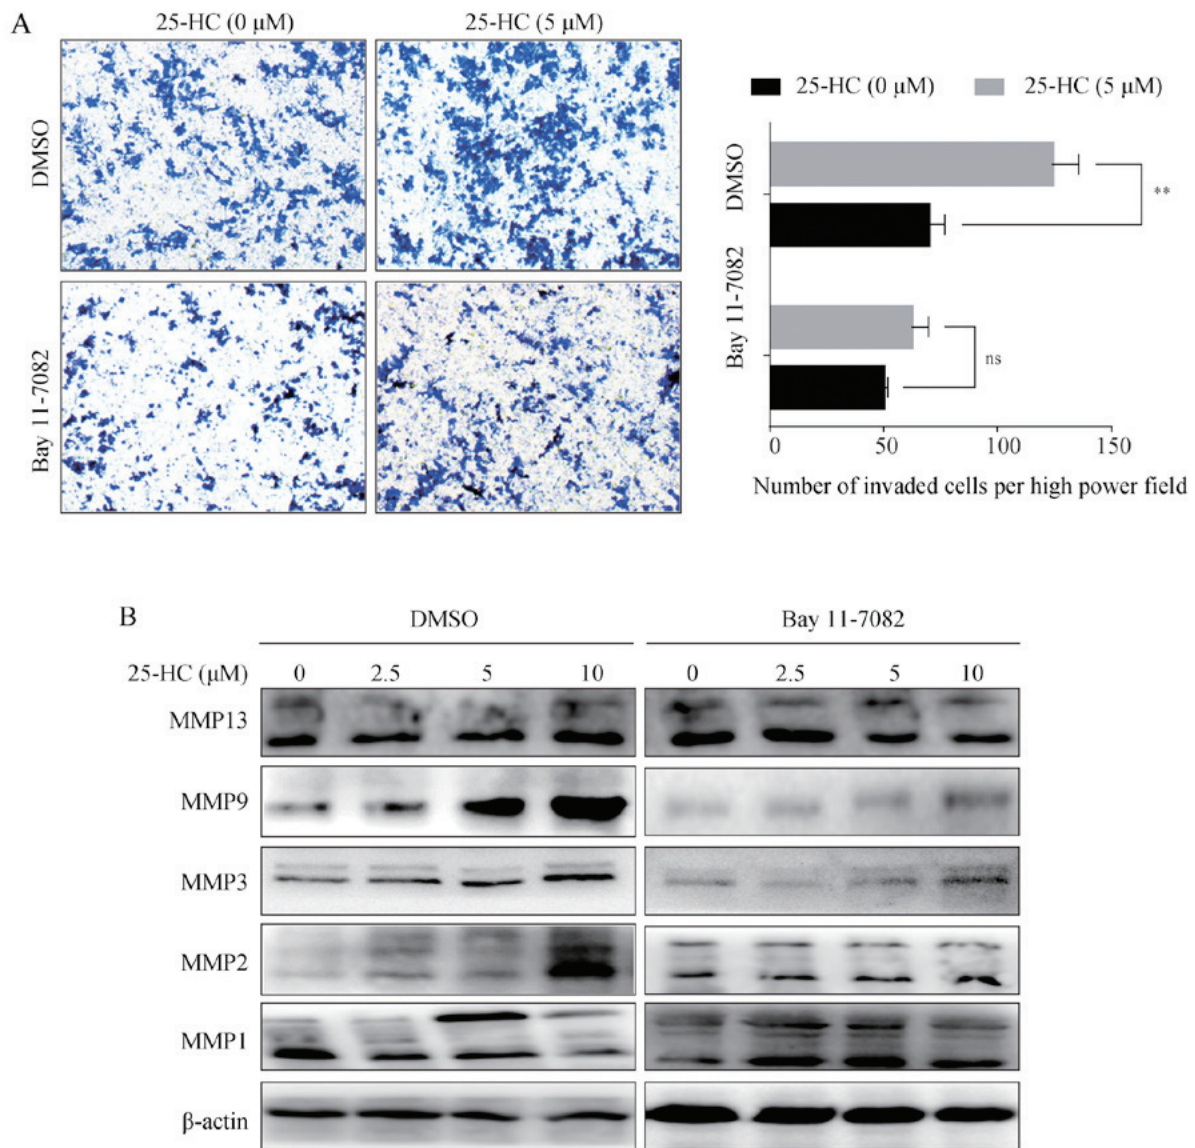 A
25-HC (0 μM) 25-HC (5 μM)
DMSO
Bay 11-7082
25-HC (0 μM) 25-HC (5 μM)
DMSO
**
Bay 11-7082
ns
0 50 100 150
Number of invaded cells per high power field
B
DMSO Bay 11-7082
25-HC (μM) 0 2.5 5 10 0 2.5 5 10
MMP13
MMP9
MMP3
MMP2
MMP1
β-actin